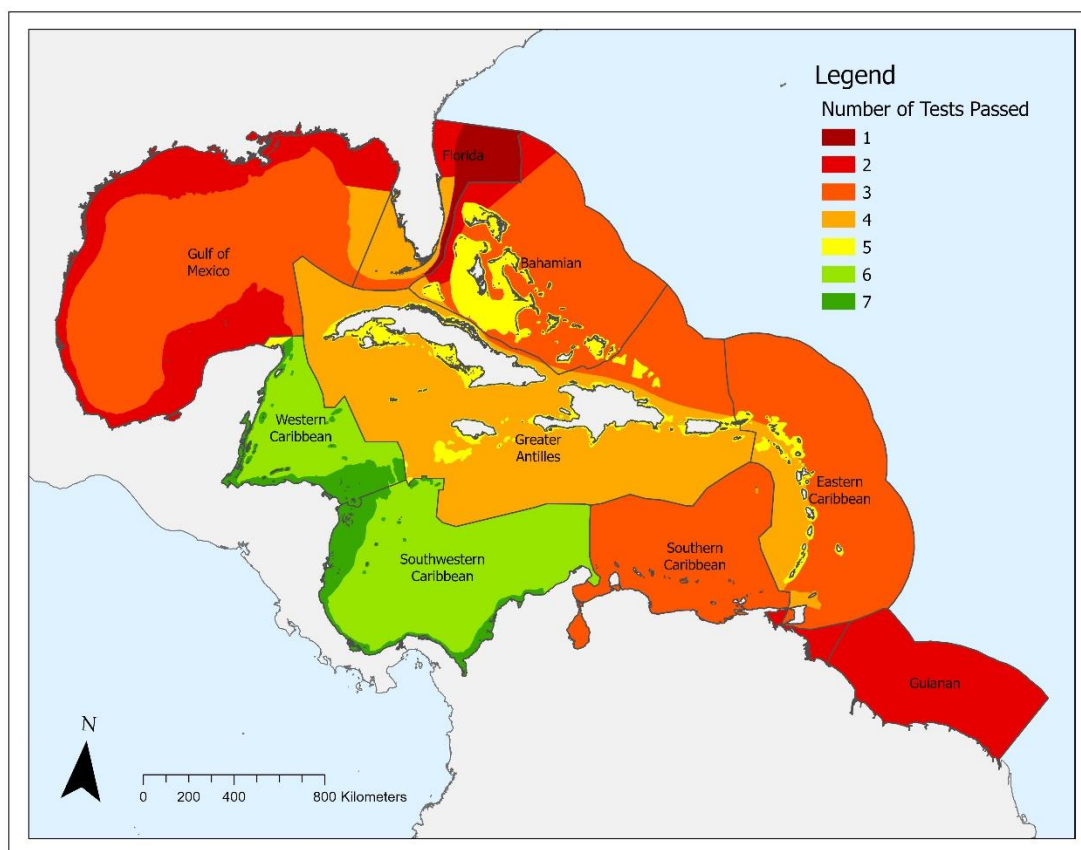 Legend
Number of Tests Passed
1
2
3
4
5
6
7
Florida
Gulf of
Mexico
Bahamian
Western
Caribbean
Greater
Antilles
Eastern
Caribbean
Southwestern
Caribbean
Southern
Caribbean
Guianan
N
0 200 400 800 Kilometers